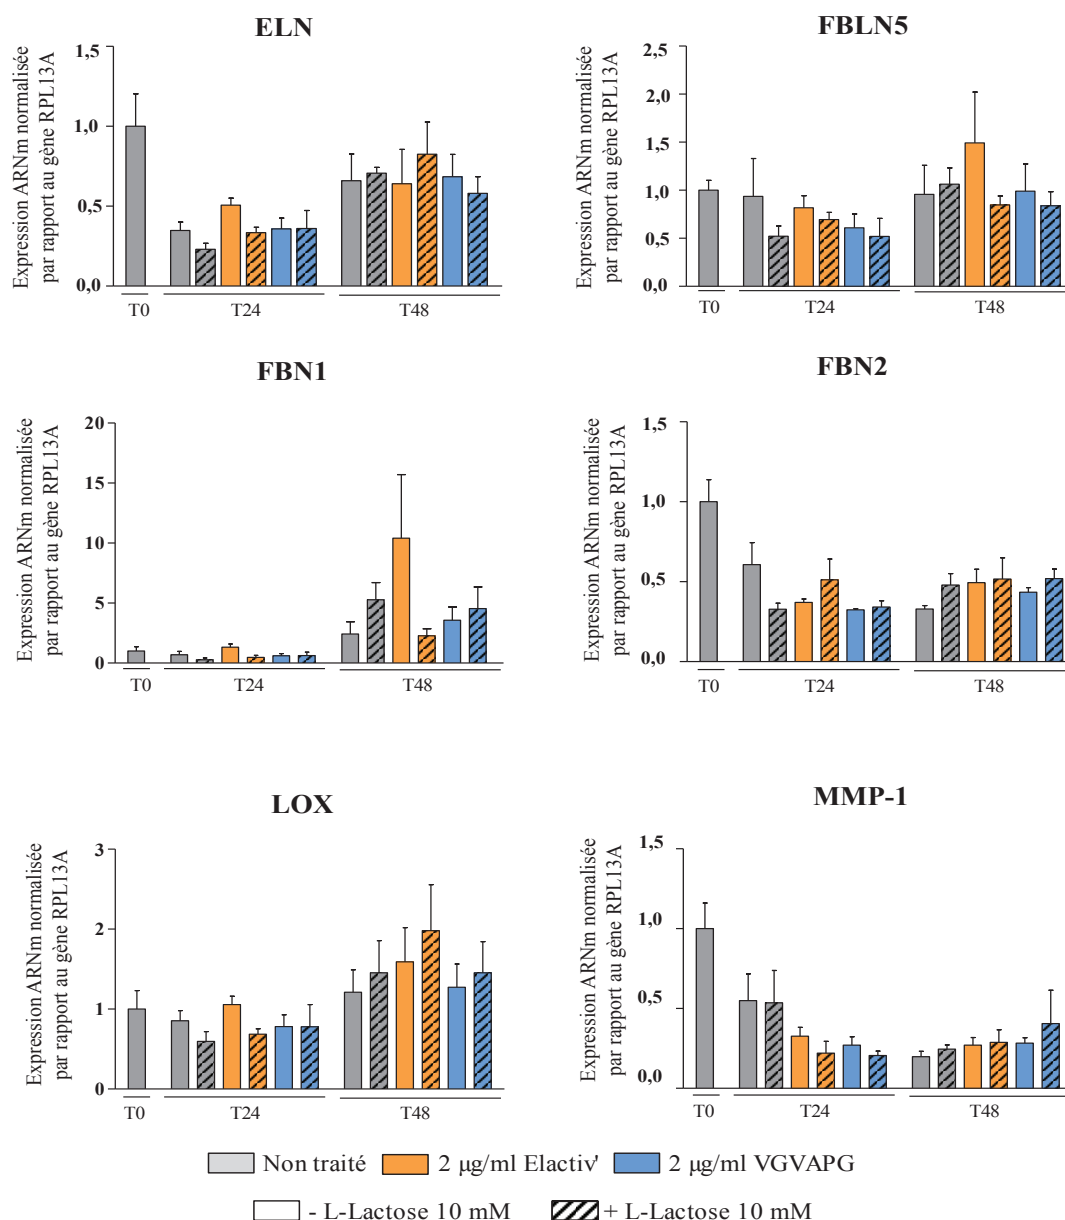 ELN
Expression ARNm normalisée
par rapport au gène RPL13A
1,5
1,0
0,5
0,0
T0
T24
T48
FBLN5
Expression ARNm normalisée
par rapport au gène RPL13A
2,5
2,0
1,5
1,0
0,5
0,0
T0
T24
T48
FBN1
Expression ARNm normalisée
par rapport au gène RPL13A
20
15
10
5
0
T0
T24
T48
FBN2
Expression ARNm normalisée
par rapport au gène RPL13A
1,5
1,0
0,5
0,0
T0
T24
T48
LOX
Expression ARNm normalisée
par rapport au gène RPL13A
3
2
1
0
T0
T24
T48
MMP-1
Expression ARNm normalisée
par rapport au gène RPL13A
1,5
1,0
0,5
0,0
T0
T24
T48
Non traité 2 µg/ml Elactiv' 2 µg/ml VGVAPG
- L-Lactose 10 mM + L-Lactose 10 mM